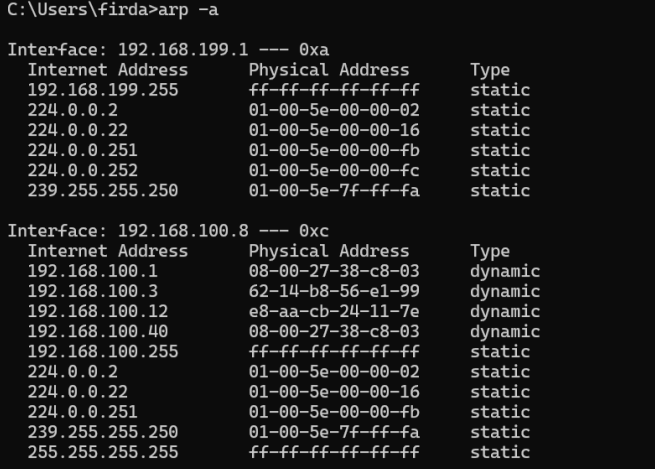 C:\Users\firda>arp -a
Interface: 192.168.199.1 --- 0xa
Internet Address Physical Address Type
192.168.199.255 ff-ff-ff-ff-ff-ff static
224.0.0.2 01-00-5e-00-00-02 static
224.0.0.22 01-00-5e-00-00-16 static
224.0.0.251 01-00-5e-00-00-fb static
224.0.0.252 01-00-5e-00-00-fc static
239.255.255.250 01-00-5e-7f-ff-fa static
Interface: 192.168.100.8 --- 0xc
Internet Address Physical Address Type
192.168.100.1 08-00-27-38-c8-03 dynamic
192.168.100.3 62-14-b8-56-e1-99 dynamic
192.168.100.12 e8-aa-cb-24-11-7e dynamic
192.168.100.40 08-00-27-38-c8-03 dynamic
192.168.100.255 ff-ff-ff-ff-ff-ff static
224.0.0.2 01-00-5e-00-00-02 static
224.0.0.22 01-00-5e-00-00-16 static
224.0.0.251 01-00-5e-00-00-fb static
239.255.255.250 01-00-5e-7f-ff-fa static
255.255.255.255 ff-ff-ff-ff-ff-ff static